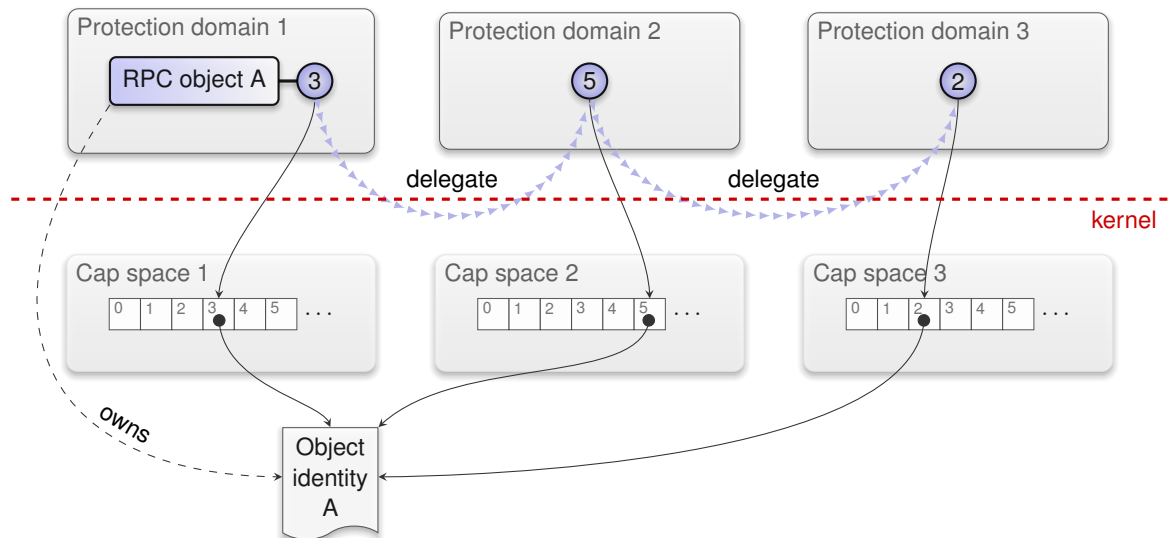 Protection domain 1
RPC object A
3
Protection domain 2
5
Protection domain 3
2
delegate
delegate
kernel
Cap space 1
0 1 2 3 4 5 ...
Cap space 2
0 1 2 3 4 5 ...
Cap space 3
0 1 2 3 4 5 ...
owns
Object
identity
A